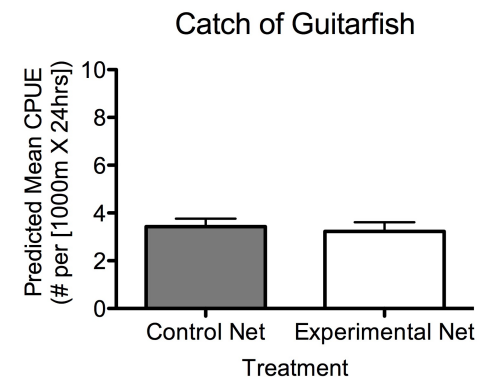 Catch of Guitarfish
Predicted Mean CPUE
(# per [1000m X 24hrs])
10
8
6
4
2
0
Control Net
Experimental Net
Treatment